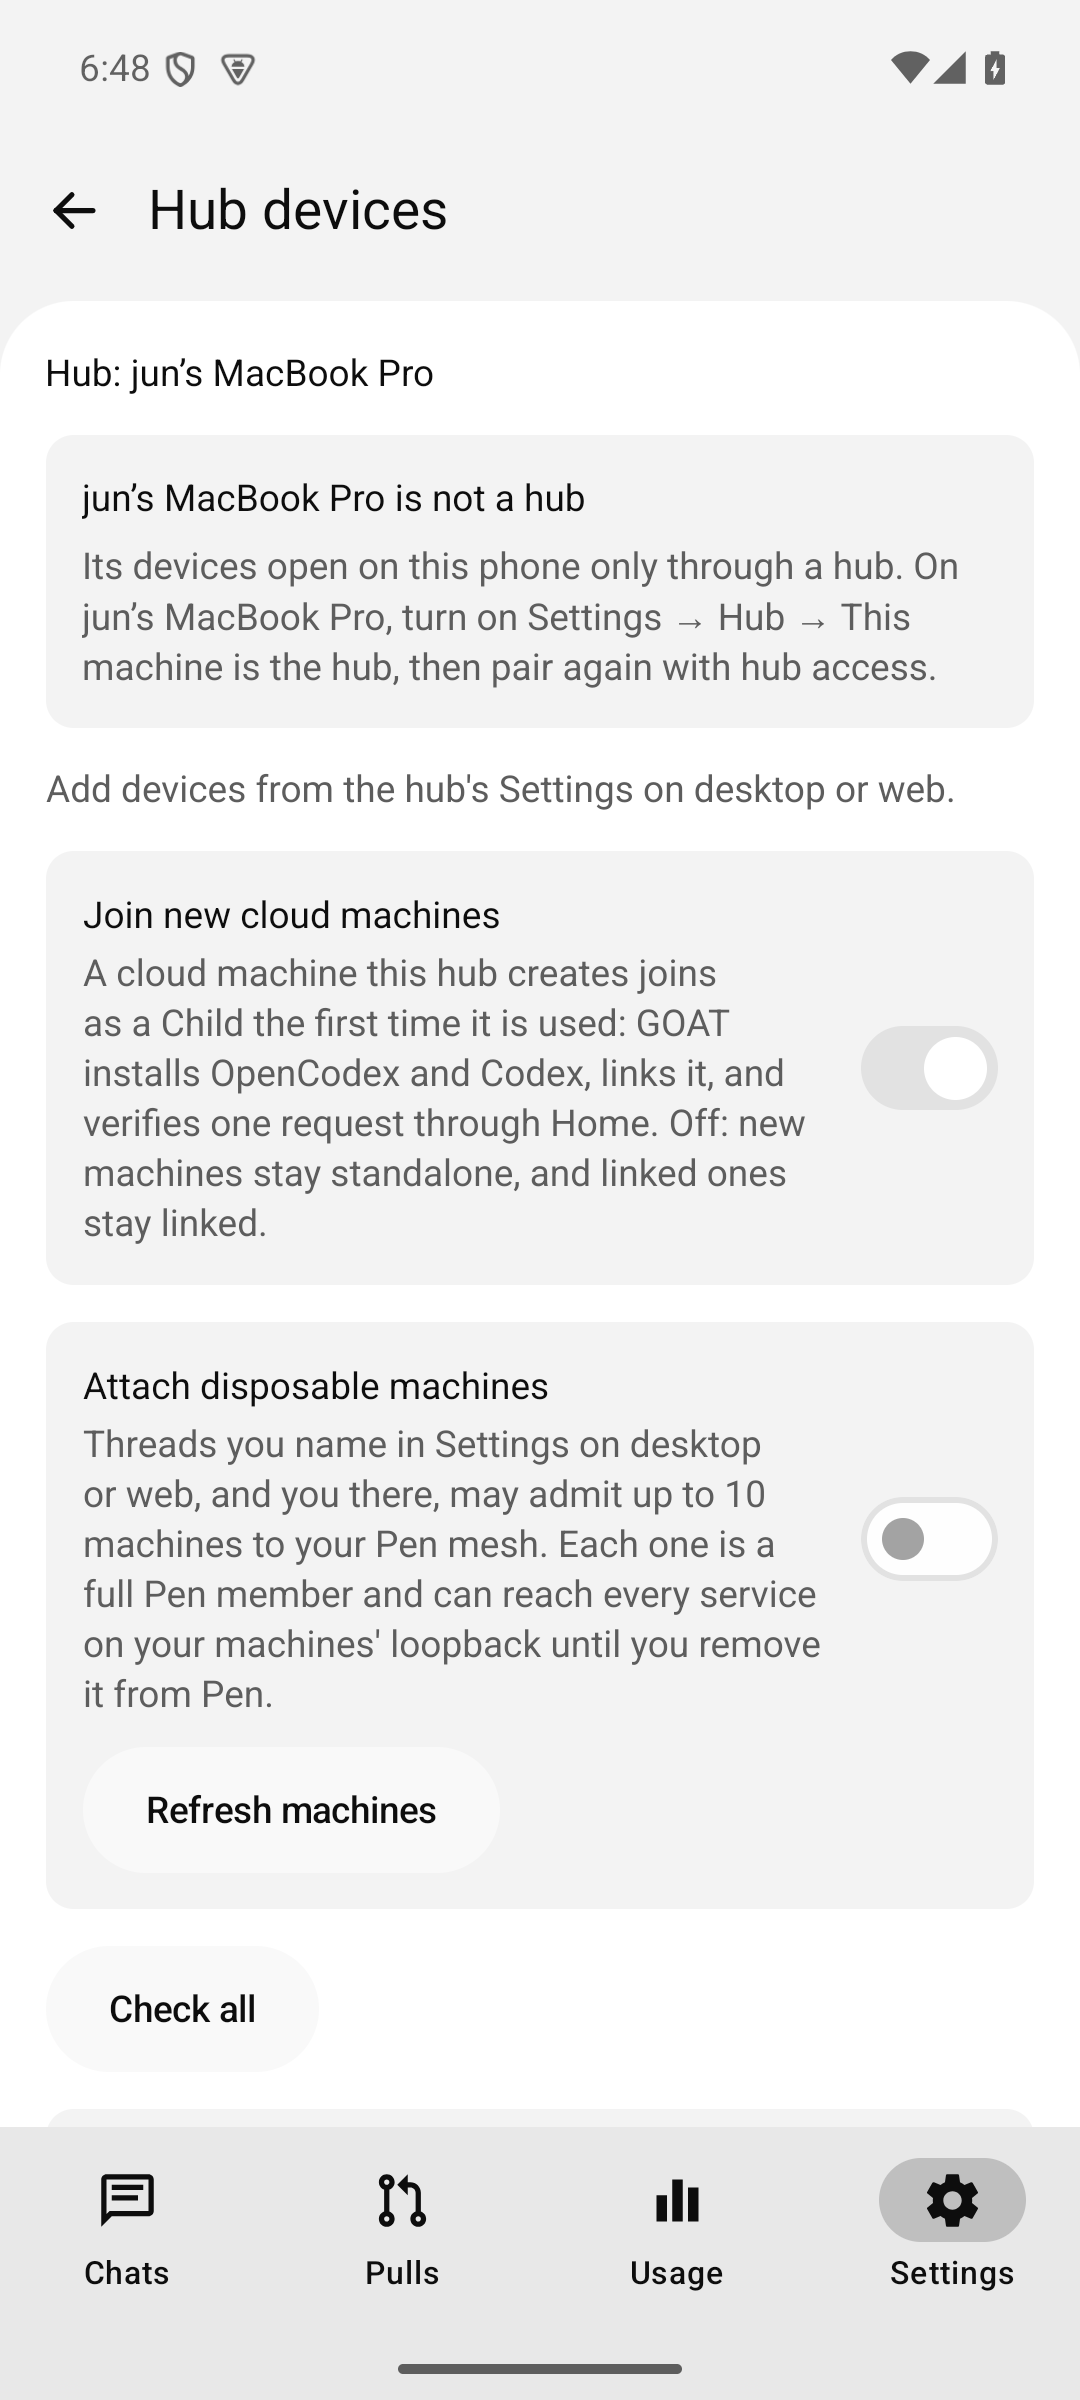 6:48
Hub devices
Hub: jun’s MacBook Pro
jun’s MacBook Pro is not a hub
Its devices open on this phone only through a hub. On
jun’s MacBook Pro, turn on Settings → Hub → This
machine is the hub, then pair again with hub access.
Add devices from the hub's Settings on desktop or web.
Join new cloud machines
A cloud machine this hub creates joins
as a Child the first time it is used: GOAT
installs OpenCodex and Codex, links it, and
verifies one request through Home. Off: new
machines stay standalone, and linked ones
stay linked.
Attach disposable machines
Threads you name in Settings on desktop
or web, and you there, may admit up to 10
machines to your Pen mesh. Each one is a
full Pen member and can reach every service
on your machines' loopback until you remove
it from Pen.
Refresh machines
Check all
Chats
Pulls
Usage
Settings